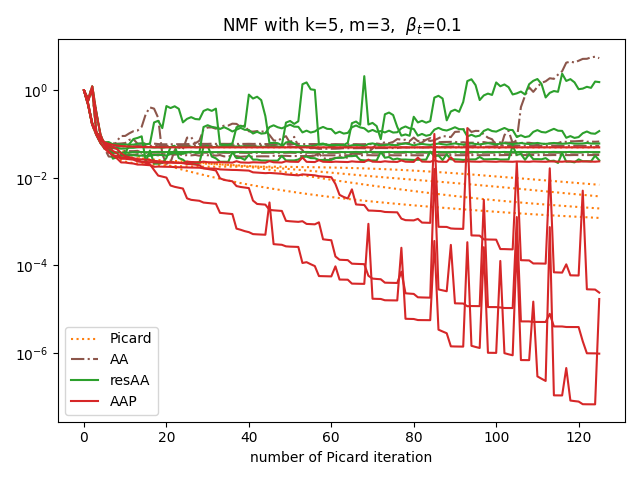 NMF with k=5, m=3, βt=0.1
10^0
10^−2
10^−4
10^−6
Picard
AA
resAA
AAP
0 20 40 60 80 100 120
number of Picard iteration